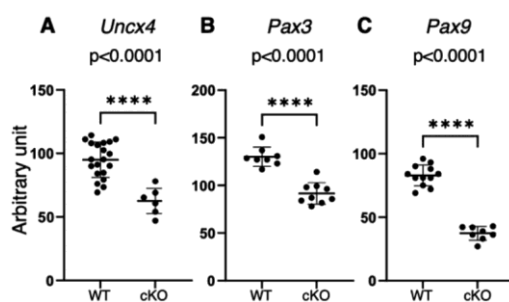 A Uncx4 B Pax3 C Pax9
p<0.0001 p<0.0001 p<0.0001
Arbitrary unit
150 200 150
**** **** ****
150
100 100
100
50 50
50
0 0 0
WT cKO WT cKO WT cKO